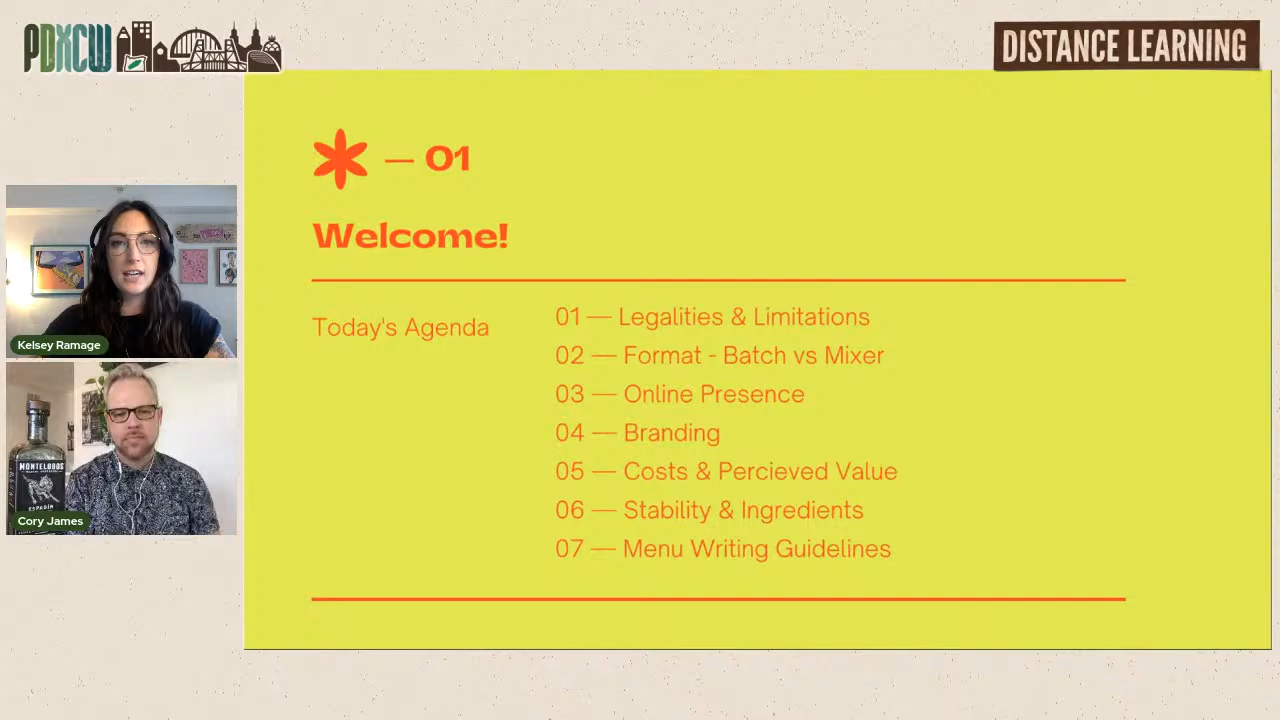 PDXCW
DISTANCE LEARNING
— 01
Welcome!
Today's Agenda
01 — Legalities & Limitations
02 — Format - Batch vs Mixer
03 — Online Presence
04 — Branding
05 — Costs & Percieved Value
06 — Stability & Ingredients
07 — Menu Writing Guidelines
Kelsey Ramage
MONTELOBOS
ESPADÍN
Cory James